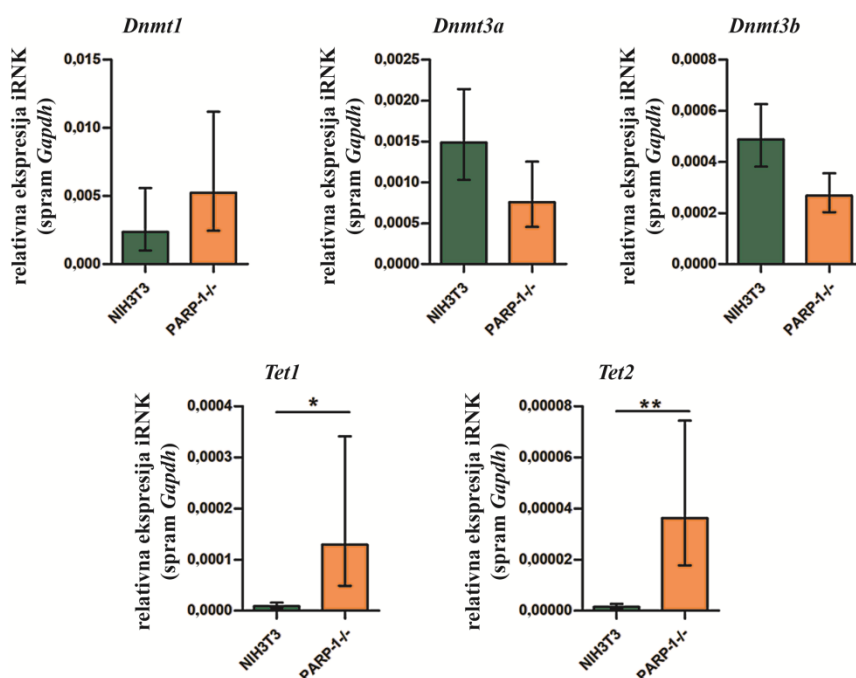 Dnmt1
relativna ekspresija iRNK
(spram Gapdh)
0,015
0,010
0,005
0,000
NIH3T3
PARP-1-/-
Dnmt3a
relativna ekspresija iRNK
(spram Gapdh)
0,0025
0,0020
0,0015
0,0010
0,0005
0,0000
NIH3T3
PARP-1-/-
Dnmt3b
relativna ekspresija iRNK
(spram Gapdh)
0,0008
0,0006
0,0004
0,0002
0,0000
NIH3T3
PARP-1-/-
Tet1
relativna ekspresija iRNK
(spram Gapdh)
0,0004
0,0003
0,0002
0,0001
0,0000
*
NIH3T3
PARP-1-/-
Tet2
relativna ekspresija iRNK
(spram Gapdh)
0,00008
0,00006
0,00004
0,00002
0,00000
**
NIH3T3
PARP-1-/-